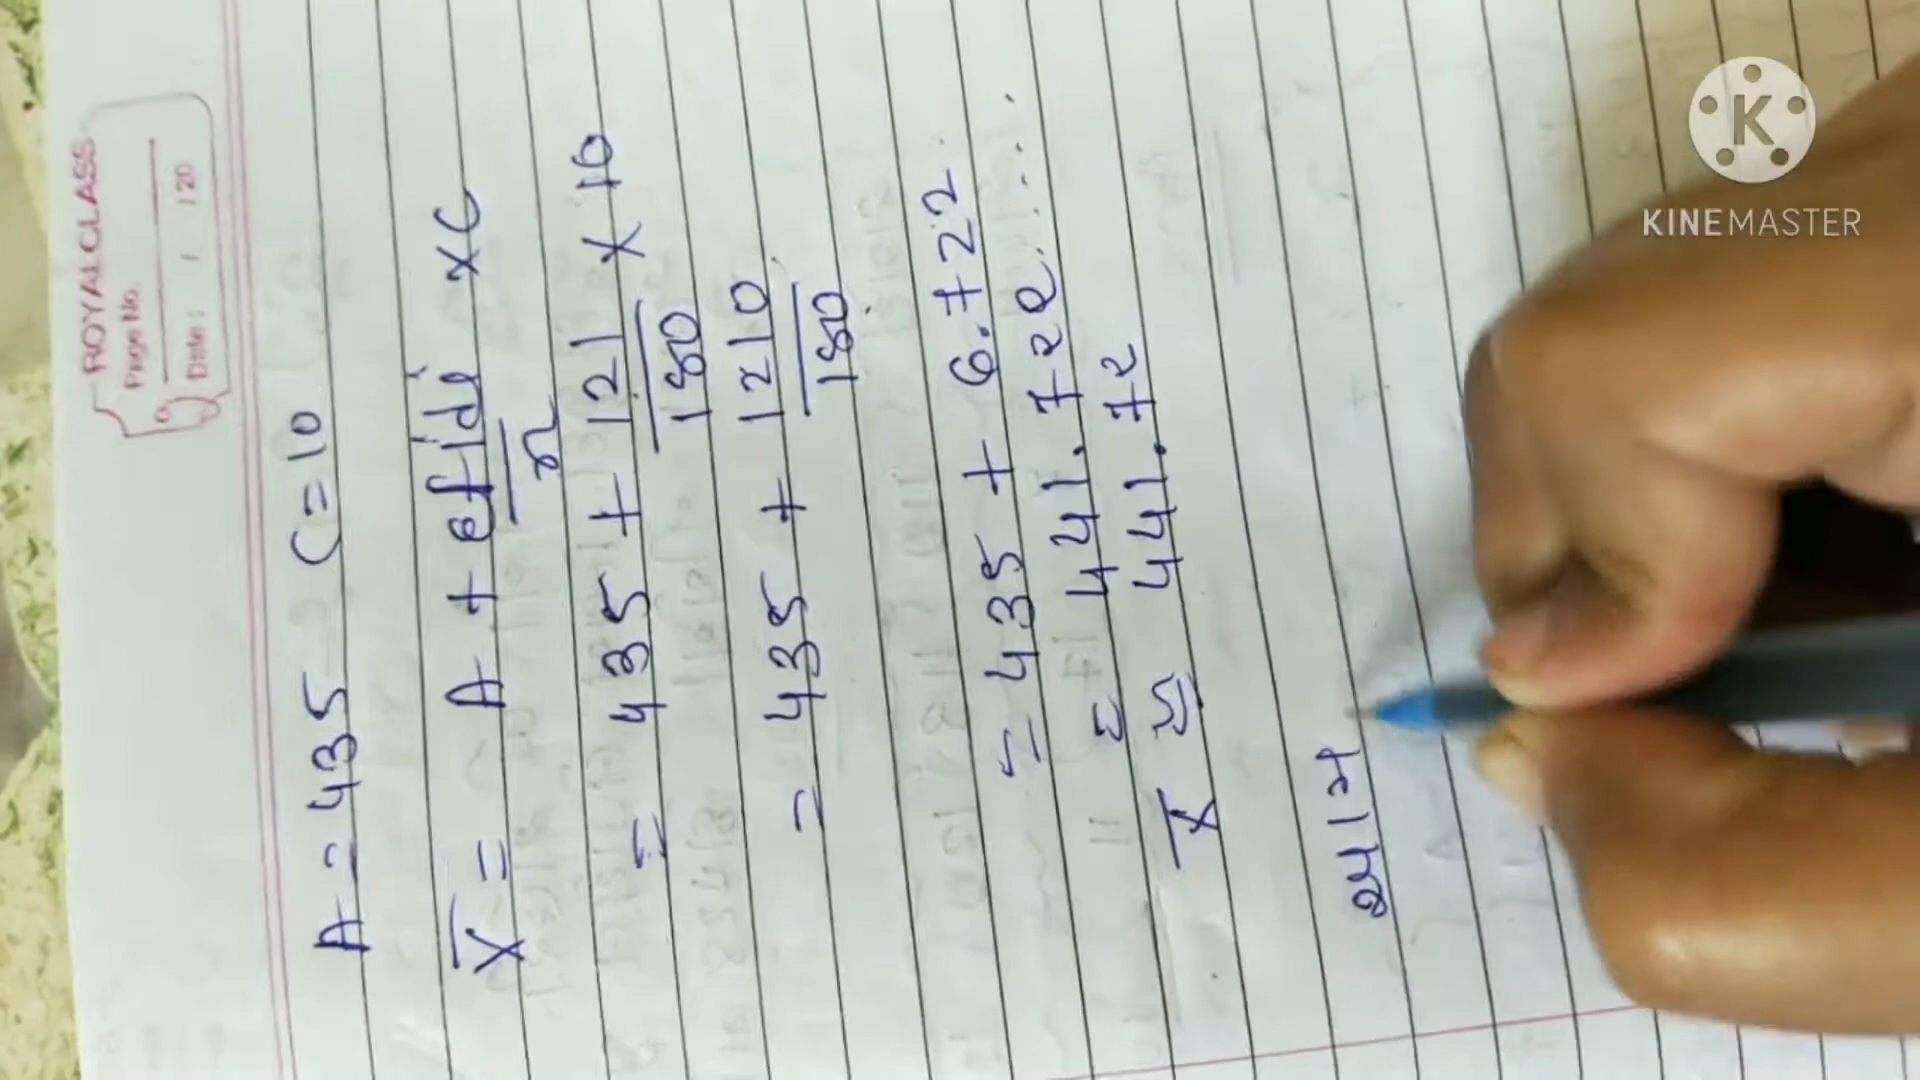 ROYAL CLASS
Page No.
Date: / /20
A = 435 C = 10
X̄ = A + εfidi/n × C
= 435 + 121/180 × 10
= 435 + 1210/180
= 435 + 6.722
= 441.722.....
X̄ = 441.72
KINEMASTER